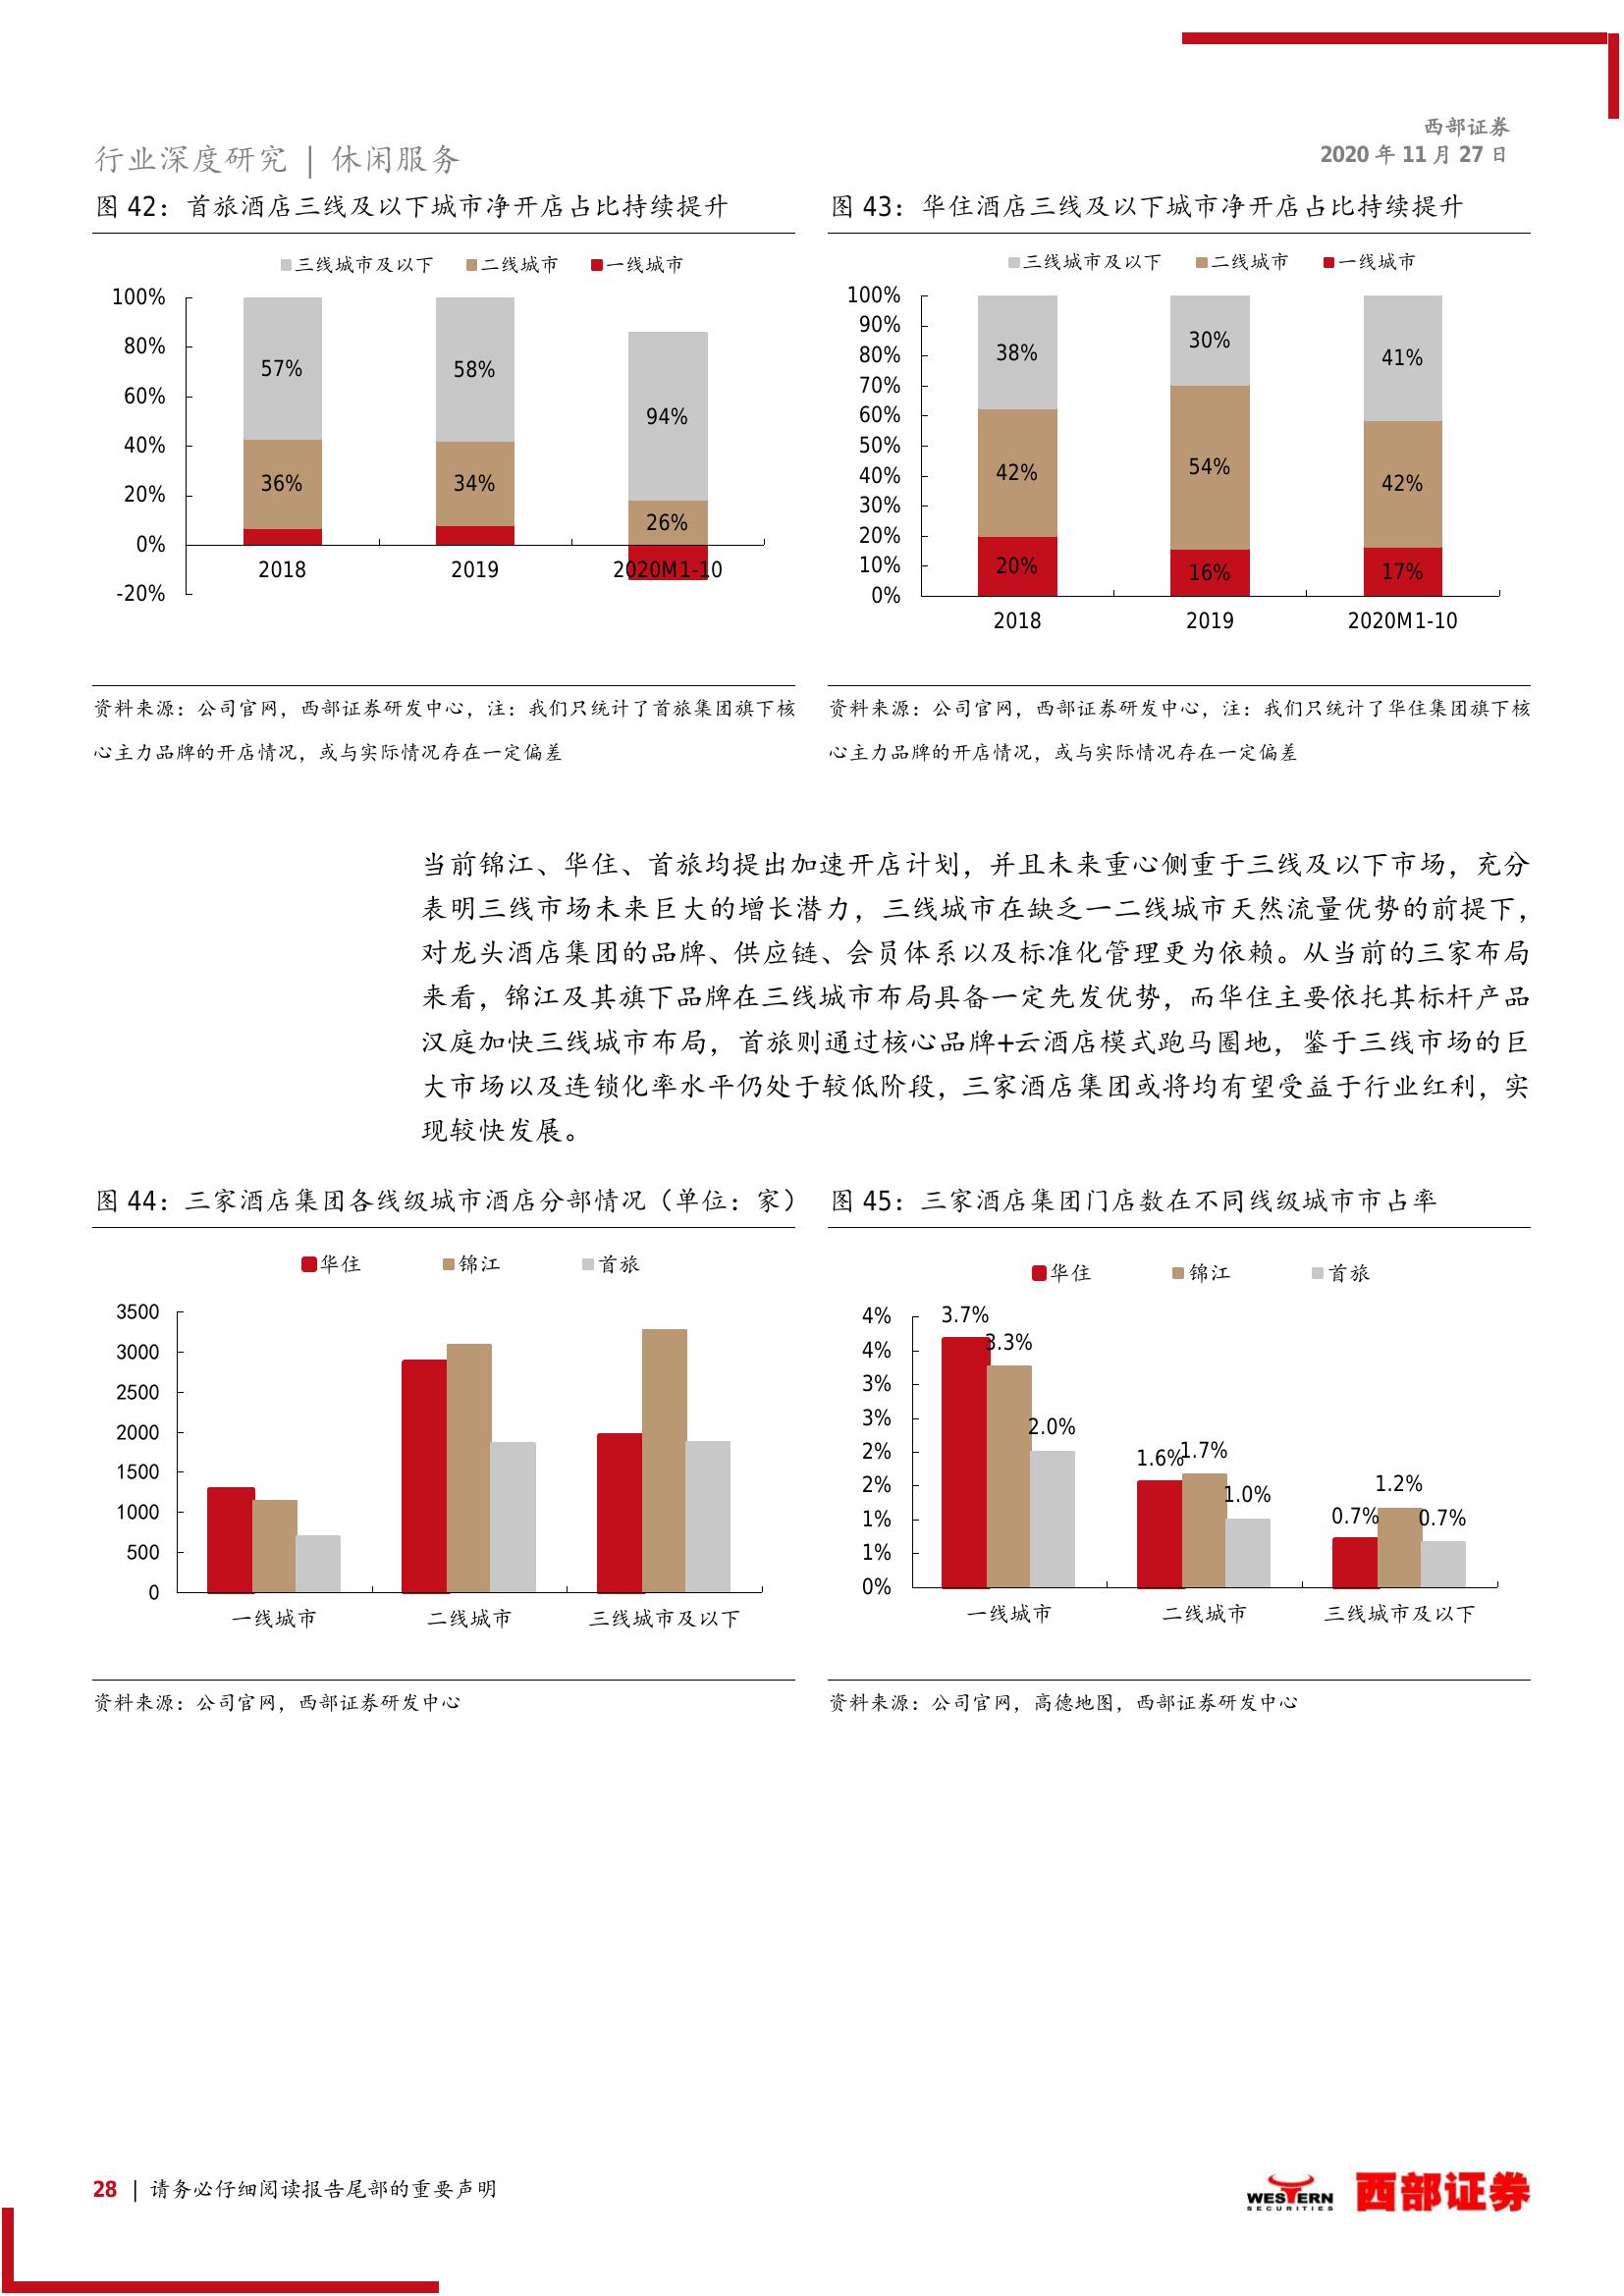 西部证券
2020 年 11 月 27 日
行业深度研究 | 休闲服务
图 42：首旅酒店三线及以下城市净开店占比持续提升
三线城市及以下 二线城市 一线城市
100%
80%
60%
40%
20%
0%
-20%
57% 58% 94%
36% 34% 26%
2018 2019 2020M1-10
资料来源：公司官网，西部证券研发中心，注：我们只统计了首旅集团旗下核
心主力品牌的开店情况，或与实际情况存在一定偏差
图 43：华住酒店三线及以下城市净开店占比持续提升
三线城市及以下 二线城市 一线城市
100%
90%
80%
70%
60%
50%
40%
30%
20%
10%
0%
38% 30% 41%
42% 54% 42%
20% 16% 17%
2018 2019 2020M1-10
资料来源：公司官网，西部证券研发中心，注：我们只统计了华住集团旗下核
心主力品牌的开店情况，或与实际情况存在一定偏差
当前锦江、华住、首旅均提出加速开店计划，并且未来重心侧重于三线及以下市场，充分
表明三线市场未来巨大的增长潜力，三线城市在缺乏一二线城市天然流量优势的前提下，
对龙头酒店集团的品牌、供应链、会员体系以及标准化管理更为依赖。从当前的三家布局
来看，锦江及其旗下品牌在三线城市布局具备一定先发优势，而华住主要依托其标杆产品
汉庭加快三线城市布局，首旅则通过核心品牌+云酒店模式跑马圈地，鉴于三线市场的巨
大市场以及连锁化率水平仍处于较低阶段，三家酒店集团或将均有望受益于行业红利，实
现较快发展。
图 44：三家酒店集团各线级城市酒店分部情况（单位：家）
华住 锦江 首旅
3500
3000
2500
2000
1500
1000
500
0
一线城市 二线城市 三线城市及以下
资料来源：公司官网，西部证券研发中心
图 45：三家酒店集团门店数在不同线级城市市占率
华住 锦江 首旅
4%
4%
3%
3%
2%
2%
1%
1%
0%
3.7% 3.3% 2.0%
1.6% 1.7% 1.0%
0.7% 1.2% 0.7%
一线城市 二线城市 三线城市及以下
资料来源：公司官网，高德地图，西部证券研发中心
28 | 请务必仔细阅读报告尾部的重要声明
WESTERN
SECURITIES
西部证券